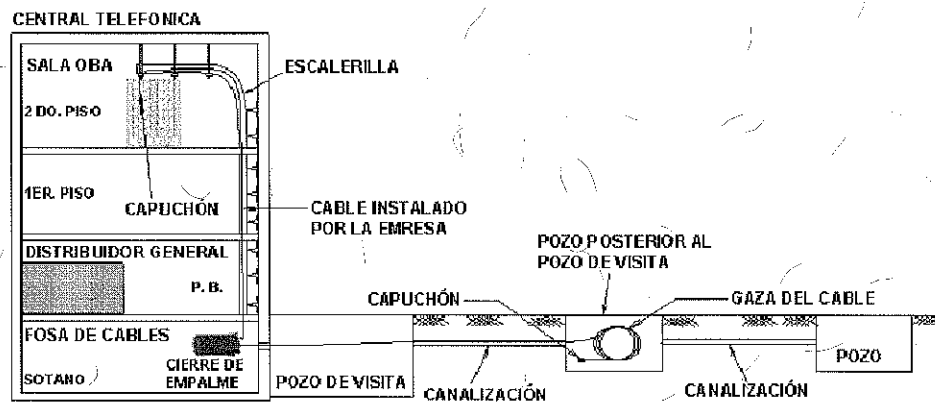 CENTRAL TELEFONICA
SALA OBA
ESCALERILLA
2 DO. PISO
1ER. PISO
CAPUCHÓN
CABLE INSTALADO
POR LA EMRESA
DISTRIBUIDOR GENERAL
P. B.
POZO POSTERIOR AL
POZO DE VISITA
CAPUCHÓN
GAZA DEL CABLE
FOSA DE CABLES
CIERRE DE
EMPALME
SOTANO
POZO DE VISITA
CANALIZACIÓN
CANALIZACIÓN
POZO